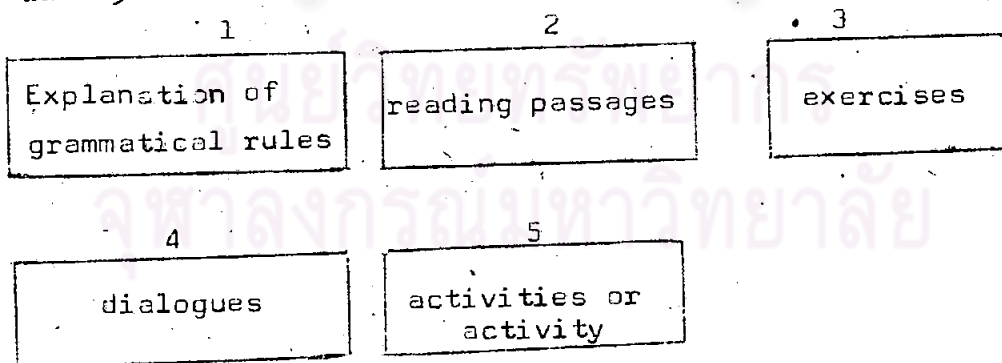 1 2 3
Explanation of
grammatical rules
reading passages
exercises
4 5
dialogues
activities or
activity
ศูนย์วิทยทรัพยากร
จุฬาลงกรณ์มหาวิทยาลัย